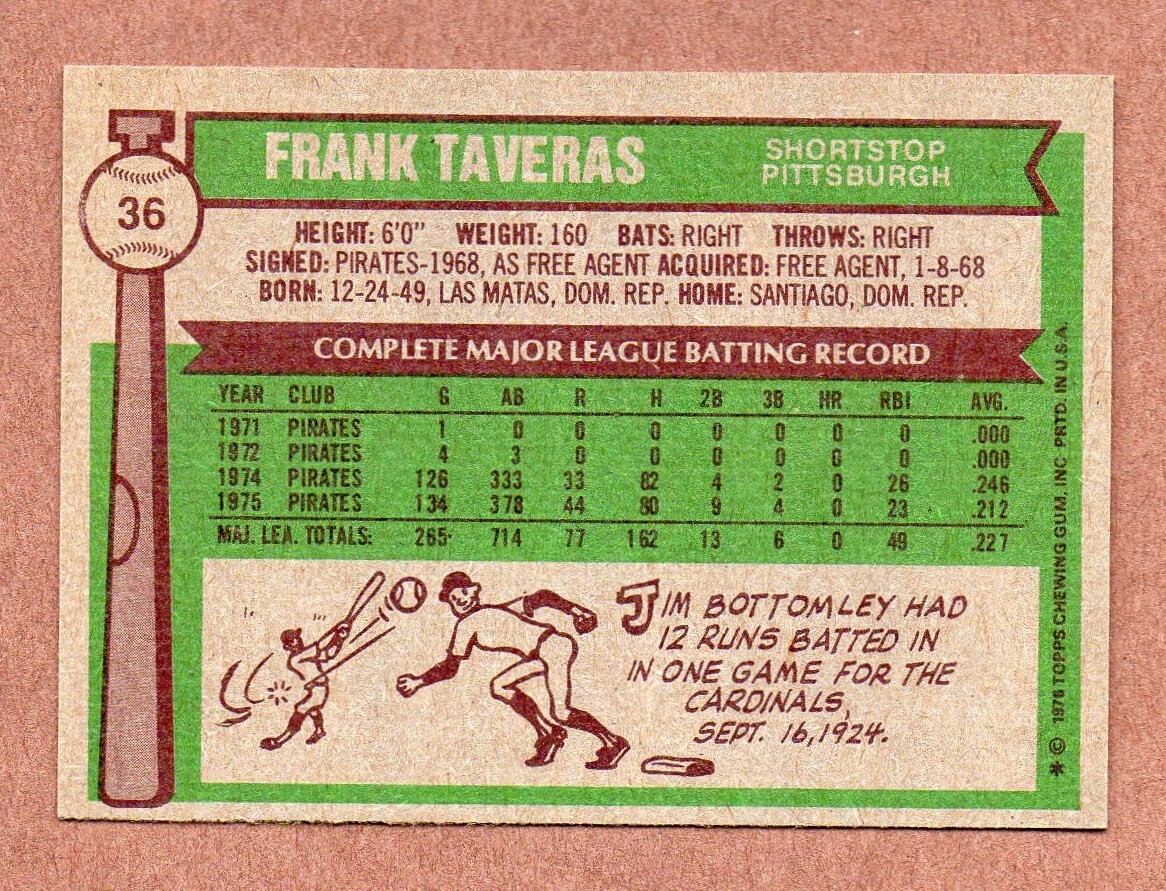 36
FRANK TAVERAS
SHORTSTOP
PITTSBURGH
HEIGHT: 6'0" WEIGHT: 160 BATS: RIGHT THROWS: RIGHT
SIGNED: PIRATES-1968, AS FREE AGENT ACQUIRED: FREE AGENT, 1-8-68
BORN: 12-24-49, LAS MATAS, DOM. REP. HOME: SANTIAGO, DOM. REP.
COMPLETE MAJOR LEAGUE BATTING RECORD
YEAR CLUB G AB R H 2B 3B HR RBI AVG.
1971 PIRATES 1 0 0 0 0 0 0 0 .000
1972 PIRATES 4 3 0 0 0 0 0 0 .000
1974 PIRATES 126 333 33 82 4 2 0 26 .246
1975 PIRATES 134 378 44 80 9 4 0 23 .212
MAJ. LEA. TOTALS: 265 714 77 162 13 6 0 49 .227
JIM BOTTOMLEY HAD
12 RUNS BATTED IN
IN ONE GAME FOR THE
CARDINALS,
SEPT. 16, 1924.
* © 1976 TOPPS CHEWING GUM, INC. PRTD. IN U.S.A.